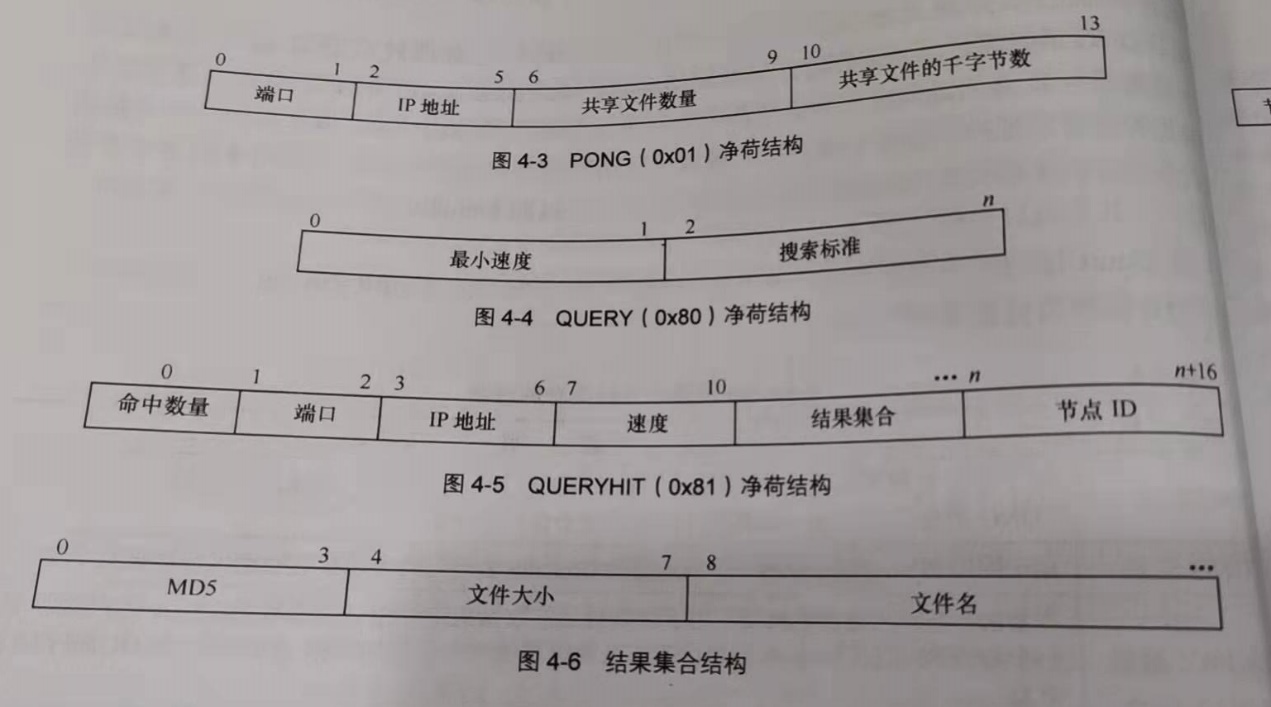 0 1 2 5 6 9 10 13
端口 IP 地址 共享文件数量 共享文件的千字节数
图 4-3 PONG（0x01）净荷结构
0 1 2 n
最小速度 搜索标准
图 4-4 QUERY（0x80）净荷结构
0 1 2 3 6 7 10 … n n+16
命中数量 端口 IP 地址 速度 结果集合 节点 ID
图 4-5 QUERYHIT（0x81）净荷结构
0 3 4 7 8 …
MD5 文件大小 文件名
图 4-6 结果集合结构